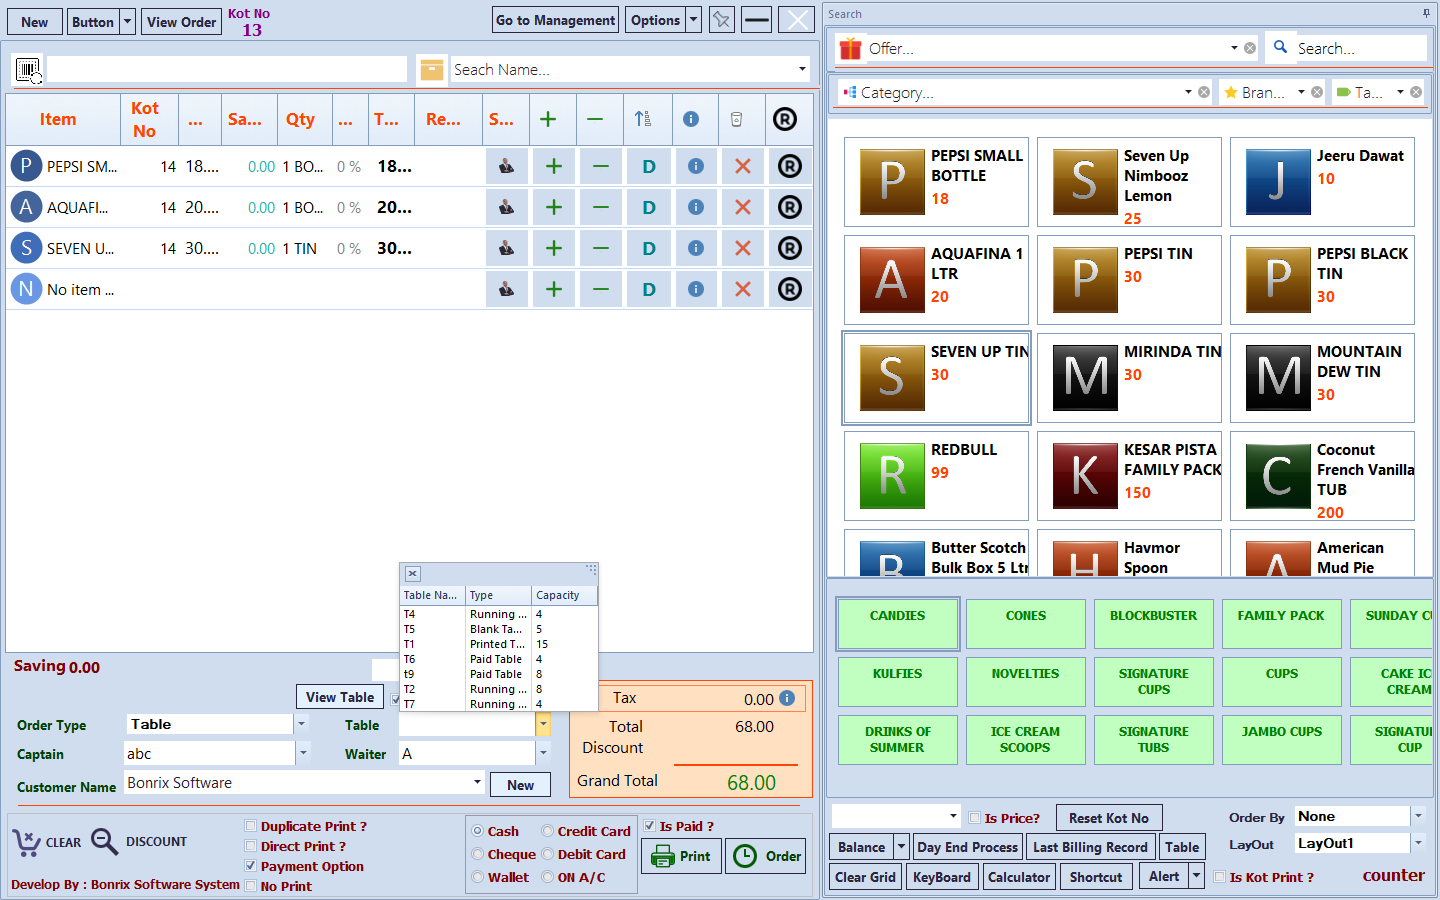 New
Button
View Order
Kot No
13
Go to Management
Options
Seach Name...
Item
Kot No
...
Sa...
Qty
...
T...
Re...
S...
P PEPSI SM... 14 18.... 0.00 1 BO... 0 % 18... D
A AQUAFI... 14 20.... 0.00 1 BO... 0 % 20... D
S SEVEN U... 14 30.... 0.00 1 TIN 0 % 30... D
N No item ... D
Table Na... Type Capacity
T4 Running ... 4
T5 Blank Ta... 5
T1 Printed T... 15
T6 Paid Table 4
t9 Paid Table 8
T2 Running ... 8
T7 Running ... 4
Saving 0.00
View Table
Order Type Table
Table
Captain abc
Waiter A
Customer Name Bonrix Software
New
Tax 0.00
Total 68.00
Discount
Grand Total 68.00
CLEAR
DISCOUNT
Develop By : Bonrix Software System
Duplicate Print ?
Direct Print ?
Payment Option
No Print
Cash
Credit Card
Cheque
Debit Card
Wallet
ON A/C
Is Paid ?
Print
Order
Search
Offer...
Search...
Category...
Bran...
Ta...
P PEPSI SMALL
BOTTLE
18
S Seven Up
Nimbooz
Lemon
25
J Jeeru Dawat
10
A AQUAFINA 1
LTR
20
P PEPSI TIN
30
P PEPSI BLACK
TIN
30
S SEVEN UP TIN
30
M MIRINDA TIN
30
M MOUNTAIN
DEW TIN
30
R REDBULL
99
K KESAR PISTA
FAMILY PACK
150
C Coconut
French Vanilla
TUB
200
B Butter Scotch
Bulk Box 5 Ltr
H Havmor
Spoon
A American
Mud Pie
CANDIES
CONES
BLOCKBUSTER
FAMILY PACK
SUNDAY CU
KULFIES
NOVELTIES
SIGNATURE
CUPS
CUPS
CAKE IC
CREAM
DRINKS OF
SUMMER
ICE CREAM
SCOOPS
SIGNATURE
TUBS
JAMBO CUPS
SIGNATU
CUP
Is Price?
Reset Kot No
Order By None
Balance
Day End Process
Last Billing Record
Table
LayOut LayOut1
Clear Grid
KeyBoard
Calculator
Shortcut
Alert
Is Kot Print ?
counter